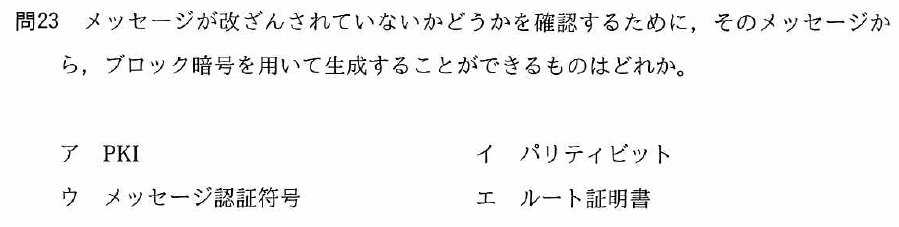 問23 メッセージが改ざんされていないかどうかを確認するために，そのメッセージか
ら，ブロック暗号を用いて生成することができるものはどれか。
ア PKI イ パリティビット
ウ メッセージ認証符号 エ ルート証明書